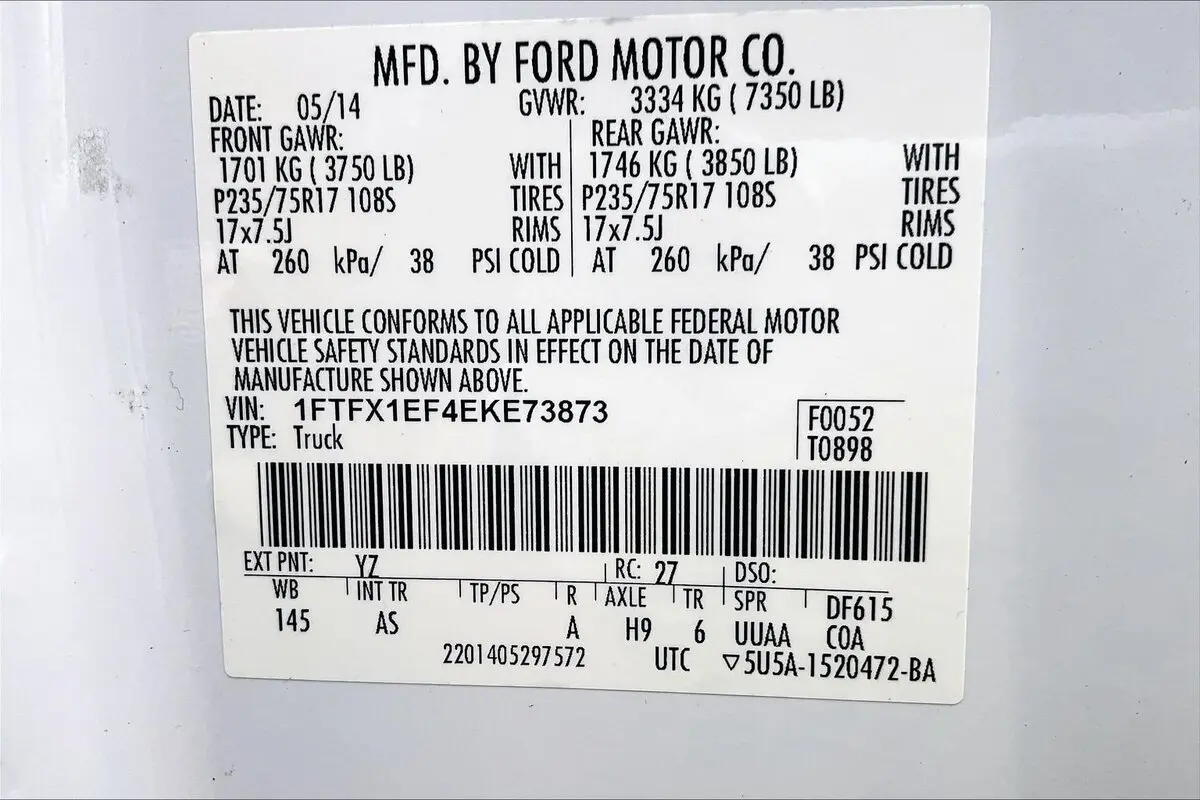 MFD. BY FORD MOTOR CO.
DATE: 05/14 GVWR: 3334 KG ( 7350 LB)
FRONT GAWR: REAR GAWR:
1701 KG ( 3750 LB) WITH 1746 KG ( 3850 LB) WITH
P235/75R17 108S TIRES P235/75R17 108S TIRES
17x7.5J RIMS 17x7.5J RIMS
AT 260 kPa/ 38 PSI COLD AT 260 kPa/ 38 PSI COLD
THIS VEHICLE CONFORMS TO ALL APPLICABLE FEDERAL MOTOR
VEHICLE SAFETY STANDARDS IN EFFECT ON THE DATE OF
MANUFACTURE SHOWN ABOVE.
VIN: 1FTFX1EF4EKE73873 F0052
TYPE: Truck T0898
EXT PNT: YZ RC: 27 DSO:
WB INT TR TP/PS R AXLE TR SPR DF615
145 AS A H9 6 UUAA COA
2201405297572 UTC ▽5U5A-1520472-BA